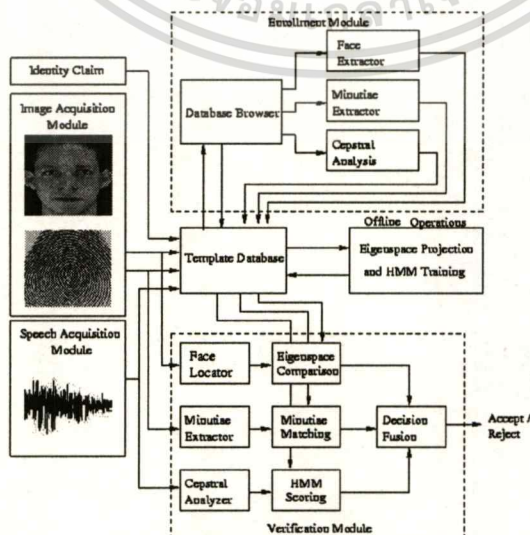 Enrollment Module
Face
Extractor
Identity Claim
Image Acquisition
Module
Database Browser
Minutiae
Extractor
Cepstral
Analysis
Offline Operations
Template Database
Eigenspace Projection
and HMM Training
Speech Acquisition
Module
Face
Locator
Eigenspace
Comparison
Minutiae
Extractor
Minutiae
Matching
Decision
Fusion
Accept /
Reject
Cepstral
Analyzer
HMM
Scoring
Verification Module